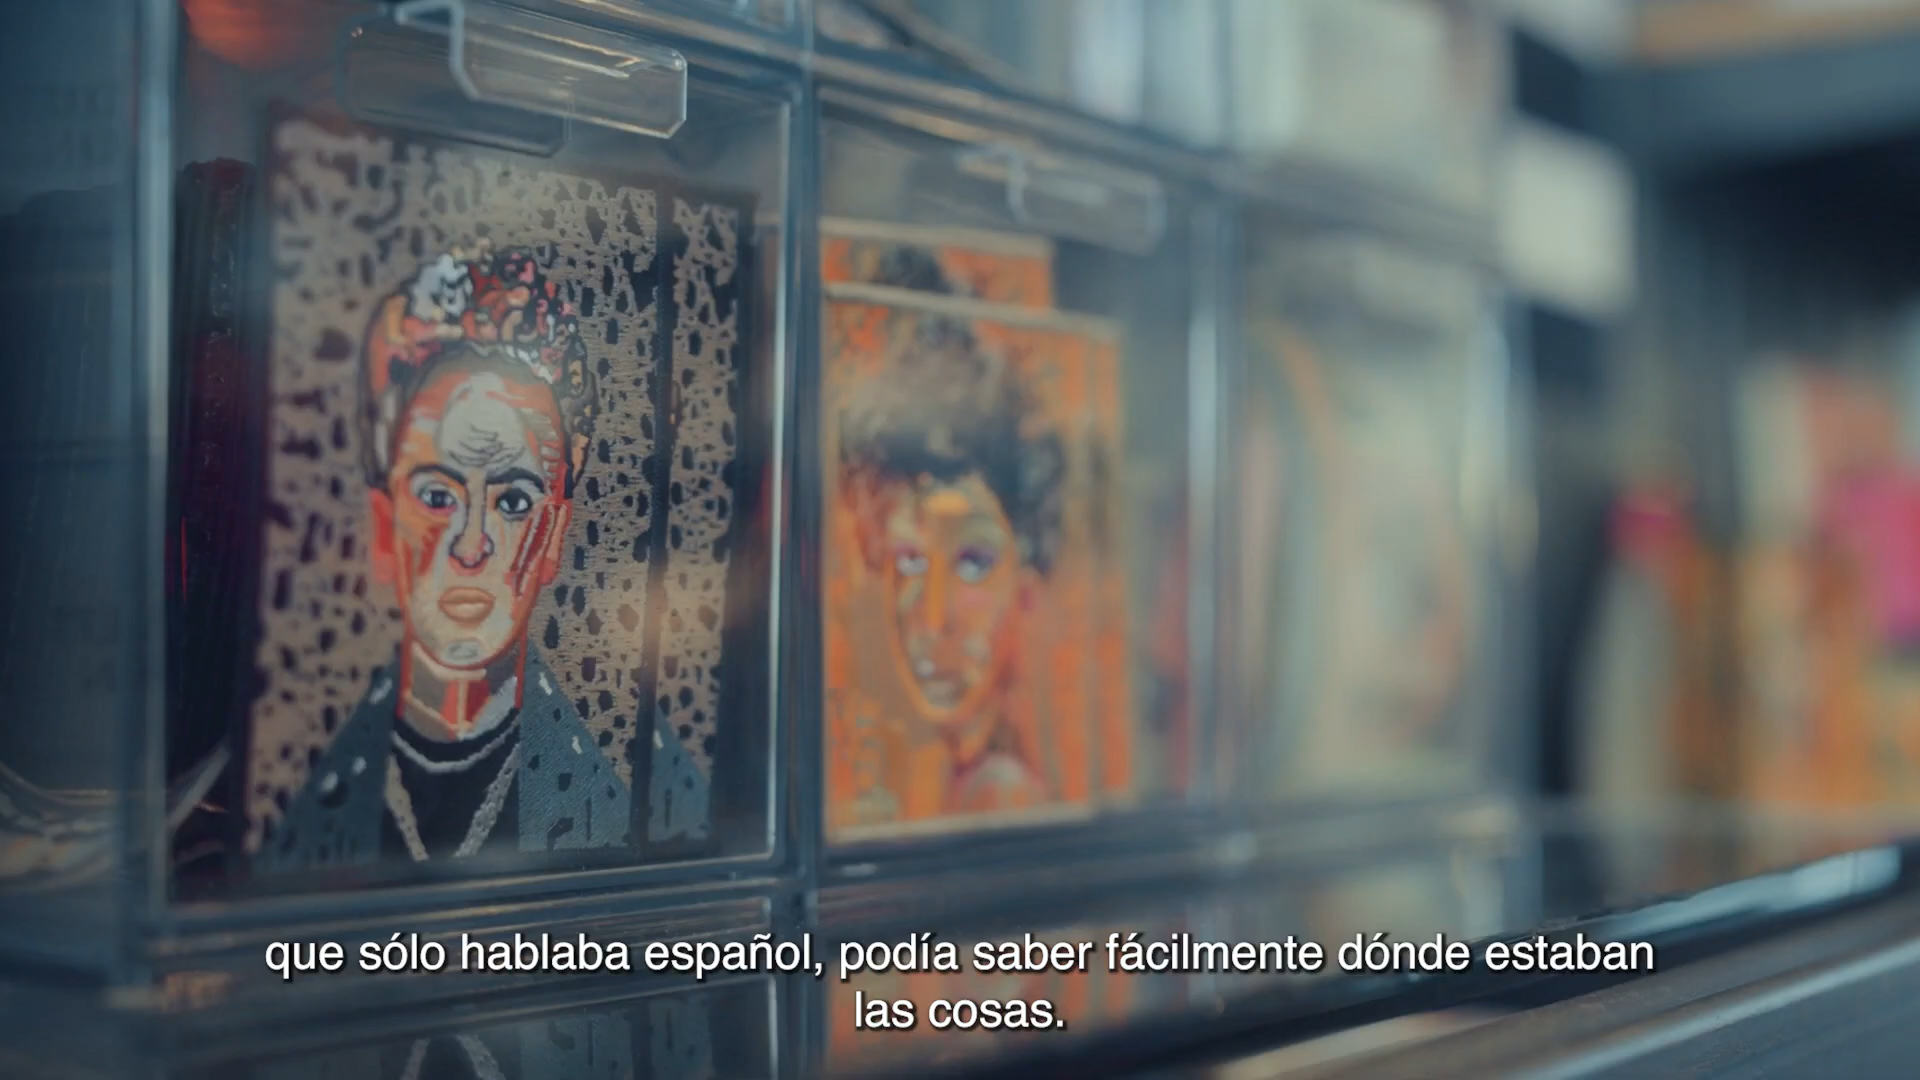 que sólo hablaba español, podía saber fácilmente dónde estaban
las cosas.